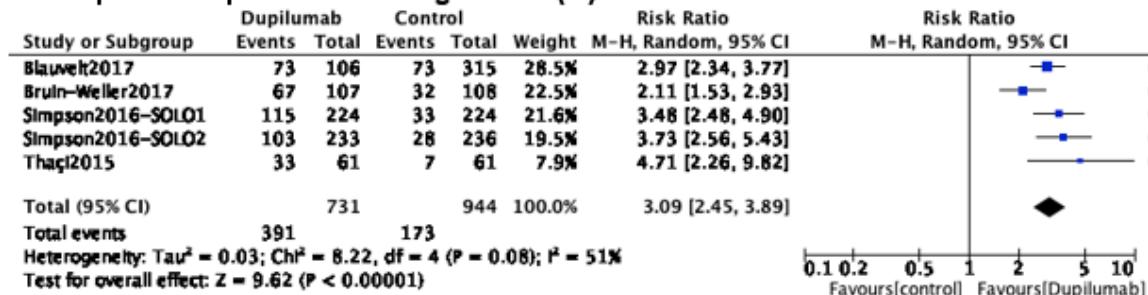 Dupilumab Control Risk Ratio Risk Ratio
Study or Subgroup Events Total Events Total Weight M-H, Random, 95% CI M-H, Random, 95% CI
Blauvelt2017 73 106 73 315 28.5% 2.97 [2.34, 3.77]
Bruin-Weller2017 67 107 32 108 22.5% 2.11 [1.53, 2.93]
Simpson2016-SOLO1 115 224 33 224 21.6% 3.48 [2.48, 4.90]
Simpson2016-SOLO2 103 233 28 236 19.5% 3.73 [2.56, 5.43]
Thaçi2015 33 61 7 61 7.9% 4.71 [2.26, 9.82]
Total (95% CI) 731 944 100.0% 3.09 [2.45, 3.89]
Total events 391 173
Heterogeneity: Tau² = 0.03; Chi² = 8.22, df = 4 (P = 0.08); I² = 51%
Test for overall effect: Z = 9.62 (P < 0.00001)
0.1 0.2 0.5 1 2 5 10
Favours[control] Favours[Dupilumab]